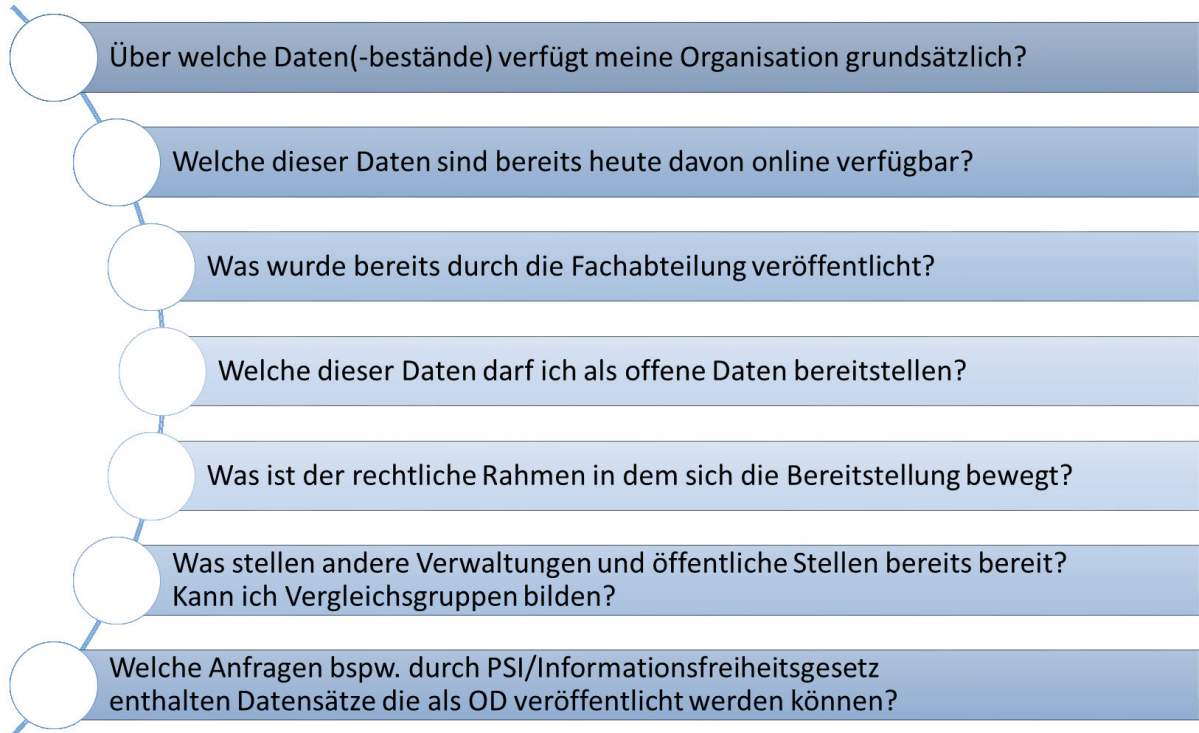 Über welche Daten(-bestände) verfügt meine Organisation grundsätzlich?
Welche dieser Daten sind bereits heute davon online verfügbar?
Was wurde bereits durch die Fachabteilung veröffentlicht?
Welche dieser Daten darf ich als offene Daten bereitstellen?
Was ist der rechtliche Rahmen in dem sich die Bereitstellung bewegt?
Was stellen andere Verwaltungen und öffentliche Stellen bereits bereit?
Kann ich Vergleichsgruppen bilden?
Welche Anfragen bspw. durch PSI/Informationsfreiheitsgesetz
enthalten Datensätze die als OD veröffentlicht werden können?